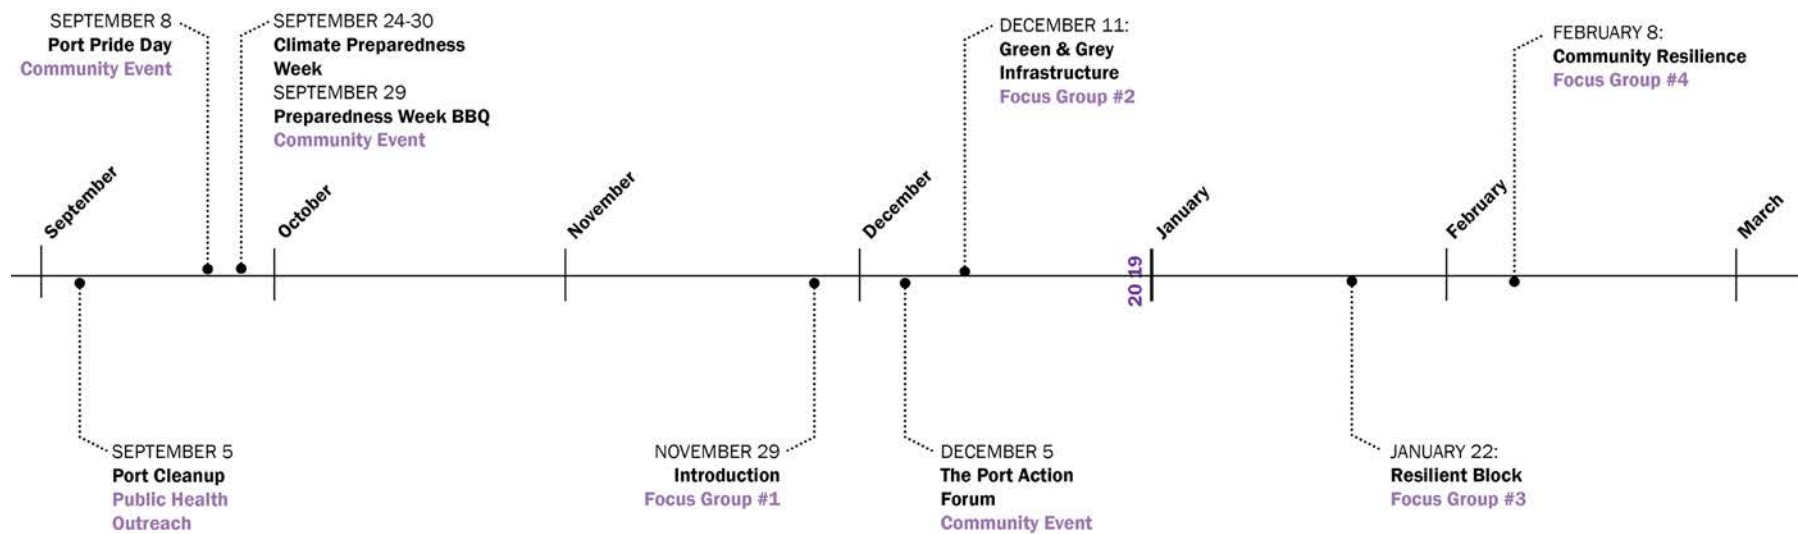 SEPTEMBER 8
Port Pride Day
Community Event
SEPTEMBER 24-30
Climate Preparedness
Week
SEPTEMBER 29
Preparedness Week BBQ
Community Event
DECEMBER 11:
Green & Grey
Infrastructure
Focus Group #2
FEBRUARY 8:
Community Resilience
Focus Group #4
September
October
November
December
January
February
March
20 19
SEPTEMBER 5
Port Cleanup
Public Health
Outreach
NOVEMBER 29
Introduction
Focus Group #1
DECEMBER 5
The Port Action
Forum
Community Event
JANUARY 22:
Resilient Block
Focus Group #3